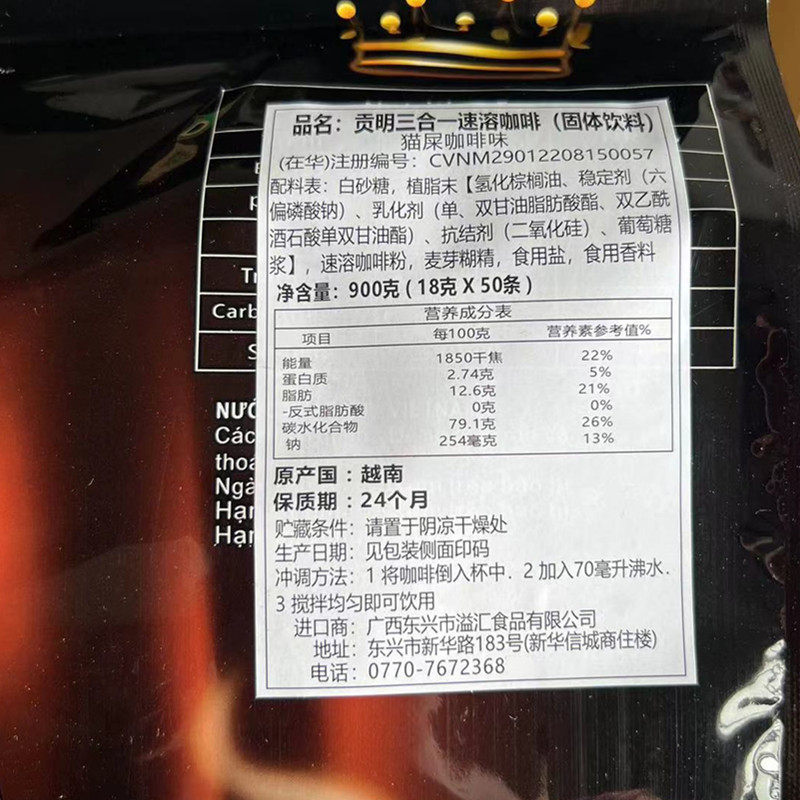 品名：贡明三合一速溶咖啡（固体饮料）
猫屎咖啡味
(在华)注册编号：CVNM29012208150057
配料表：白砂糖，植脂末【氢化棕榈油、稳定剂（六
偏磷酸钠）、乳化剂（单、双甘油脂肪酸酯、双乙酰
酒石酸单双甘油酯）、抗结剂（二氧化硅）、葡萄糖
浆】，速溶咖啡粉，麦芽糊精，食用盐，食用香料
净含量：900克（18克 X 50条）
营养成分表
项目 每100克 营养素参考值%
能量 1850千焦 22%
蛋白质 2.74克 5%
脂肪 12.6克 21%
-反式脂肪酸 0克 0%
碳水化合物 79.1克 26%
钠 254毫克 13%
原产国：越南
保质期：24个月
贮藏条件：请置于阴凉干燥处
生产日期：见包装侧面印码
冲调方法：1 将咖啡倒入杯中. 2 加入70毫升沸水.
3 搅拌均匀即可饮用
进口商：广西东兴市溢汇食品有限公司
地址：东兴市新华路183号(新华信城商住楼)
电话：0770-7672368
Carb
NƯỚ
Các